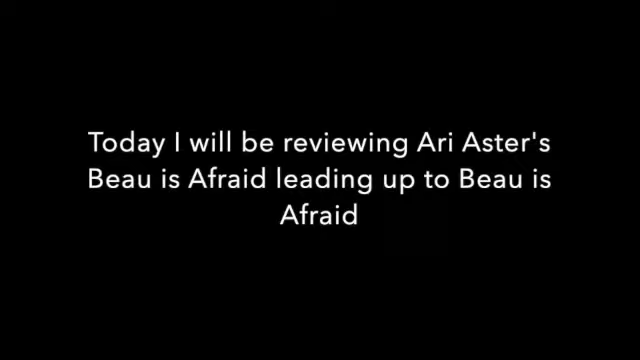 Today I will be reviewing Ari Aster's
Beau is Afraid leading up to Beau is
Afraid